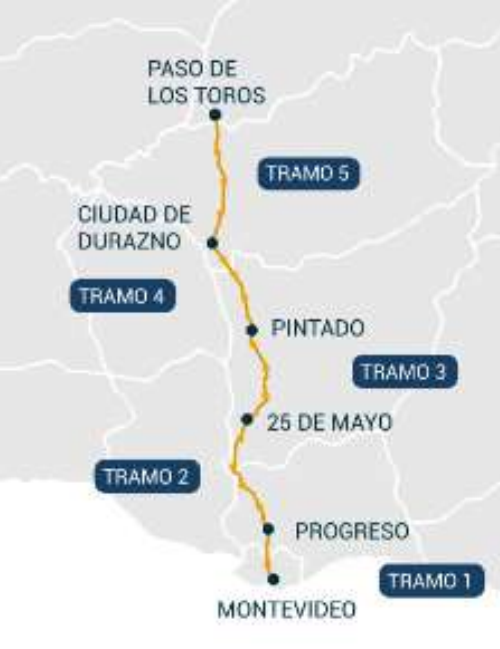 PASO DE
LOS TOROS
TRAMO 5
CIUDAD DE
DURAZNO
TRAMO 4
PINTADO
TRAMO 3
25 DE MAYO
TRAMO 2
PROGRESO
TRAMO 1
MONTEVIDEO